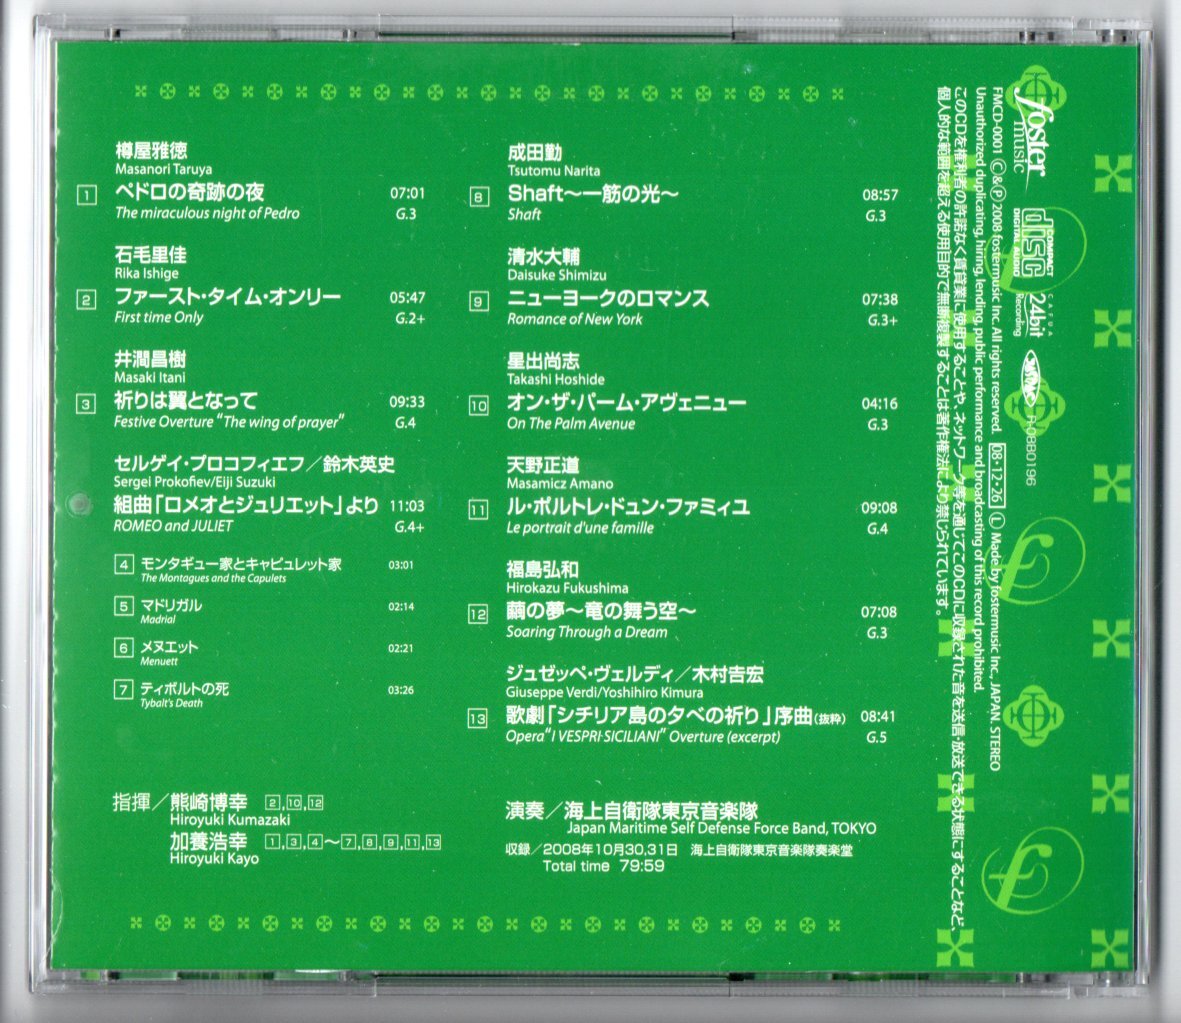 樽屋雅徳
Masanori Taruya
1 ペドロの奇跡の夜 07:01
The miraculous night of Pedro G.3
石毛里佳
Rika Ishige
2 ファースト・タイム・オンリー 05:47
First time Only G.2+
井澗昌樹
Masaki Itani
3 祈りは翼となって 09:33
Festive Overture "The wing of prayer" G.4
セルゲイ・プロコフィエフ／鈴木英史
Sergei Prokofiev/Eiji Suzuki
組曲「ロメオとジュリエット」より 11:03
ROMEO and JULIET G.4+
4 モンタギュー家とキャピュレット家 03:01
The Montagues and the Capulets
5 マドリガル 02:14
Madrial
6 メヌエット 02:21
Menuett
7 ティボルトの死 03:26
Tybalt's Death
成田勤
Tsutomu Narita
8 Shaft〜一筋の光〜 08:57
Shaft G.3
清水大輔
Daisuke Shimizu
9 ニューヨークのロマンス 07:38
Romance of New York G.3+
星出尚志
Takashi Hoshide
10 オン・ザ・パーム・アヴェニュー 04:16
On The Palm Avenue G.3
天野正道
Masamicz Amano
11 ル・ポルトレ・ドュン・ファミィユ 09:08
Le portrait d'une famille G.4
福島弘和
Hirokazu Fukushima
12 繭の夢〜竜の舞う空〜 07:08
Soaring Through a Dream G.3
ジュゼッペ・ヴェルディ／木村吉宏
Giuseppe Verdi/Yoshihiro Kimura
13 歌劇「シチリア島の夕べの祈り」序曲(抜粋) 08:41
Opera"I VESPRI·SICILIANI" Overture (excerpt) G.5
指揮／熊崎博幸 2,10,12
Hiroyuki Kumazaki
加養浩幸 1,3,4〜7,8,9,11,13
Hiroyuki Kayo
演奏／海上自衛隊東京音楽隊
Japan Maritime Self Defense Force Band, TOKYO
収録／2008年10月30,31日 海上自衛隊東京音楽隊奏楽堂
Total time 79:59
foster music
COMPACT disc DIGITAL AUDIO
CAFUA 24bit Recording
JASRAC
R-08B0196
FMCD-0001 Ⓒ&Ⓟ 2008 fostermusic Inc. All rights reserved. 08・12・26 Ⓛ Made by fostermusic Inc., JAPAN. STEREO
Unauthorized duplicating, hiring, lending, public performance and broadcasting of this record prohibited.
このCDを権利者の許諾なく賃貸業に使用することや、ネットワーク等を通じてこのCDに収録された音を送信・放送できる状態にすることなど、
個人的な範囲を超える使用目的で無断複製することは著作権法により禁じられています。